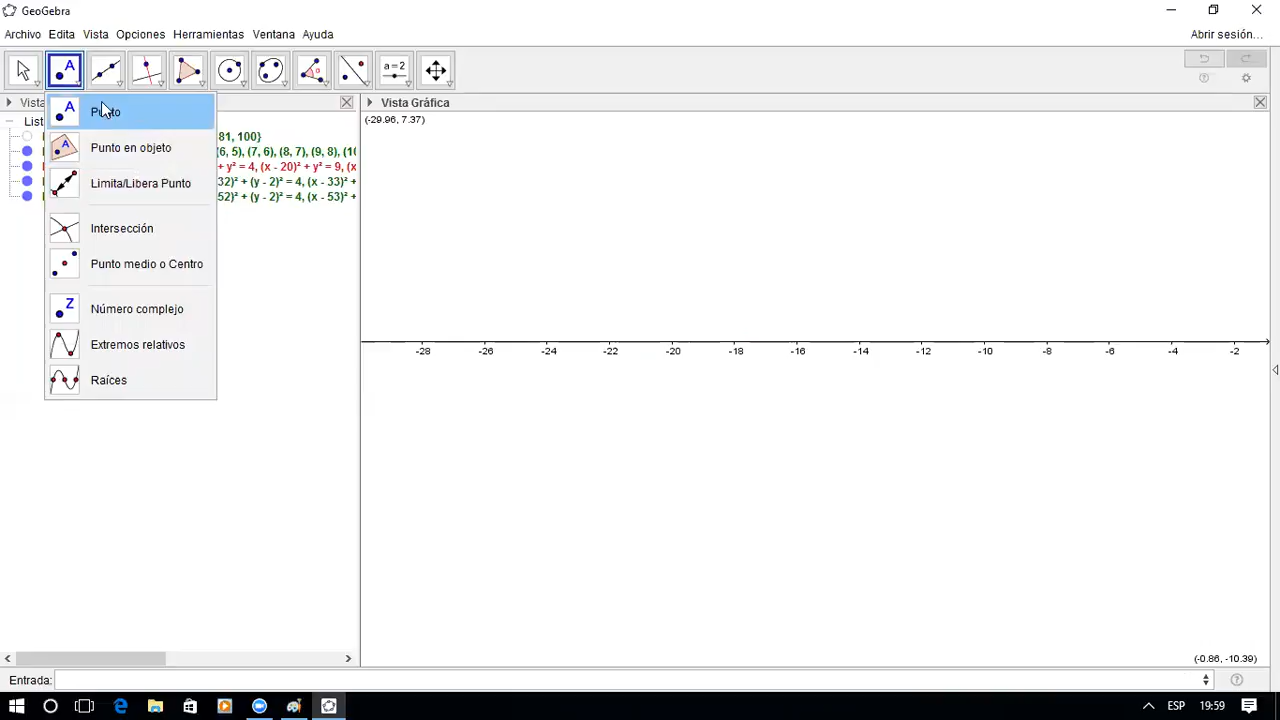 GeoGebra
Archivo Edita Vista Opciones Herramientas Ventana Ayuda
Abrir sesión...
a = 2
Vista Gráfica
(-29.96, 7.37)
A Punto
A Punto en objeto
Limita/Libera Punto
Intersección
Punto medio o Centro
Z Número complejo
Extremos relativos
Raíces
List
81, 100}
(6, 5), (7, 6), (8, 7), (9, 8), (10
+ y² = 4, (x - 20)² + y² = 9, (x
32)² + (y - 2)² = 4, (x - 33)² +
52)² + (y - 2)² = 4, (x - 53)² +
-28 -26 -24 -22 -20 -18 -16 -14 -12 -10 -8 -6 -4 -2
(-0.86, -10.39)
Entrada:
ESP 19:59